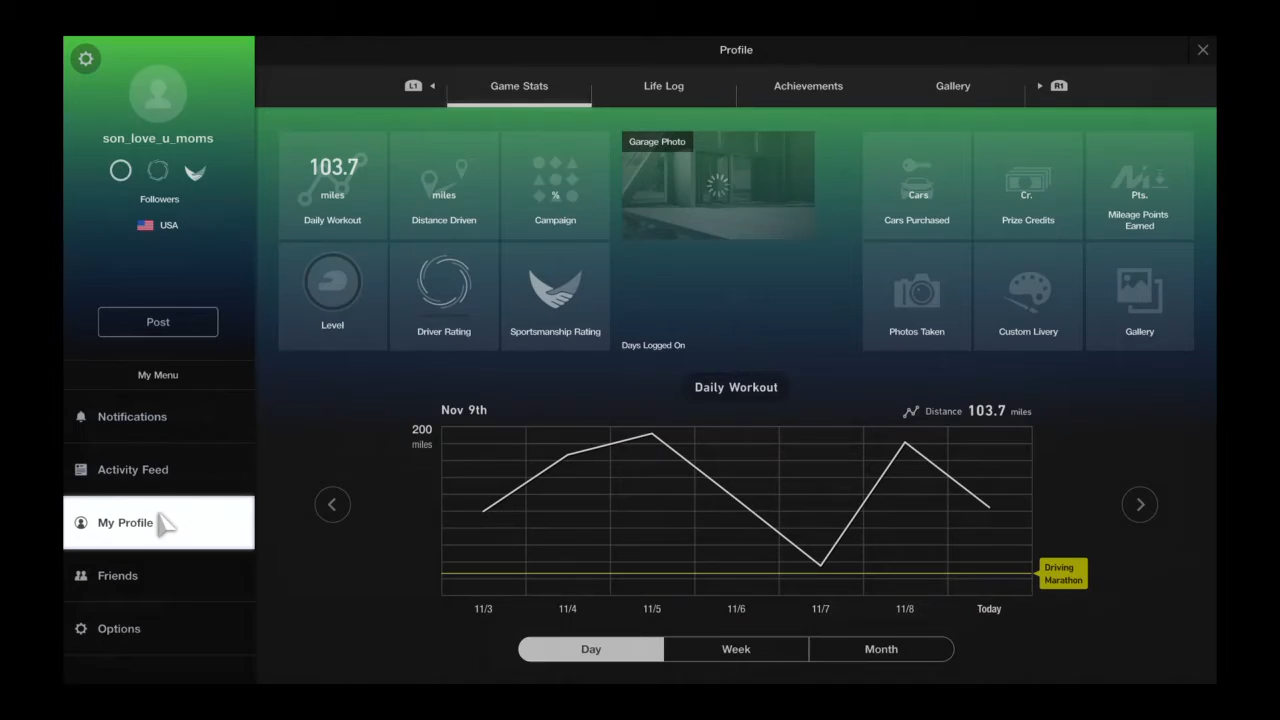 Profile
L1
Game Stats
Life Log
Achievements
Gallery
R1
son_love_u_moms
Followers
USA
Post
My Menu
Notifications
Activity Feed
My Profile
Friends
Options
103.7
miles
Daily Workout
miles
Distance Driven
%
Campaign
Garage Photo
Cars
Cars Purchased
Cr.
Prize Credits
Pts.
Mileage Points
Earned
Level
Driver Rating
Sportsmanship Rating
Days Logged On
Photos Taken
Custom Livery
Gallery
Daily Workout
Nov 9th
Distance 103.7 miles
200
miles
Driving
Marathon
11/3
11/4
11/5
11/6
11/7
11/8
Today
Day
Week
Month